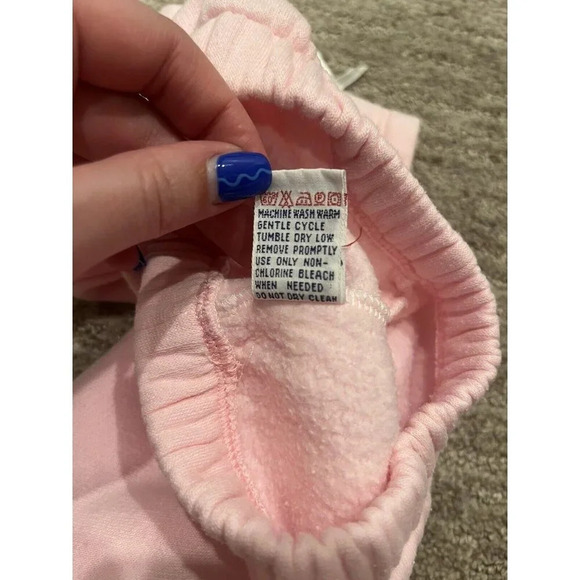 MACHINE WASH WARM
GENTLE CYCLE
TUMBLE DRY LOW
REMOVE PROMPTLY
USE ONLY NON-
CHLORINE BLEACH
WHEN NEEDED
DO NOT DRY CLEAN